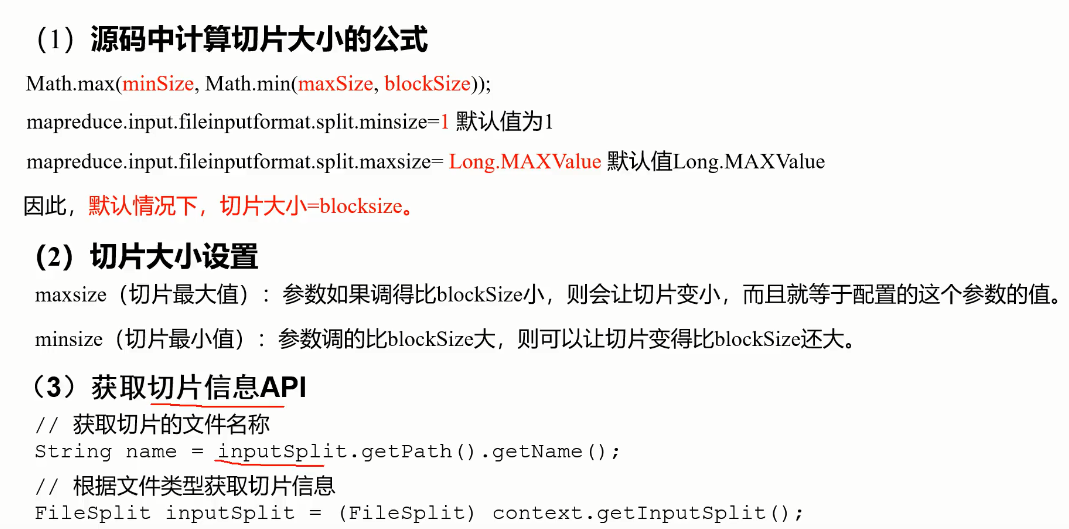 （1）源码中计算切片大小的公式
Math.max(minSize, Math.min(maxSize, blockSize));
mapreduce.input.fileinputformat.split.minsize=1 默认值为1
mapreduce.input.fileinputformat.split.maxsize= Long.MAXValue 默认值Long.MAXValue
因此，默认情况下，切片大小=blocksize。
（2）切片大小设置
maxsize（切片最大值）：参数如果调得比blockSize小，则会让切片变小，而且就等于配置的这个参数的值。
minsize（切片最小值）：参数调的比blockSize大，则可以让切片变得比blockSize还大。
（3）获取切片信息API
// 获取切片的文件名称
String name = inputSplit.getPath().getName();
// 根据文件类型获取切片信息
FileSplit inputSplit = (FileSplit) context.getInputSplit();